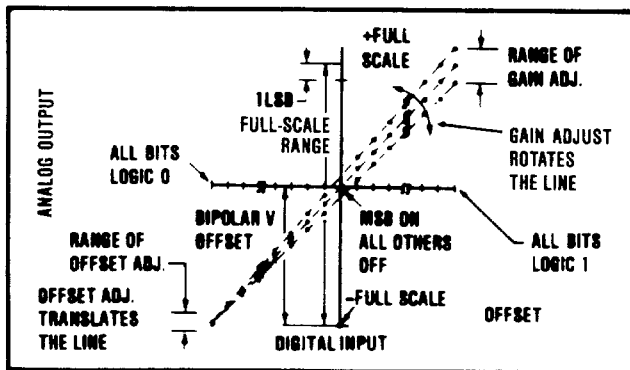 +FULL
SCALE
RANGE OF
GAIN ADJ.
1LSB
FULL-SCALE
RANGE
ANALOG OUTPUT
ALL BITS
LOGIC 0
GAIN ADJUST
ROTATES
THE LINE
BIPOLAR V
OFFSET
MSB ON
ALL OTHERS
OFF
ALL BITS
LOGIC 1
RANGE OF
OFFSET ADJ.
OFFSET ADJ.
TRANSLATES
THE LINE
-FULL SCALE
OFFSET
DIGITAL INPUT